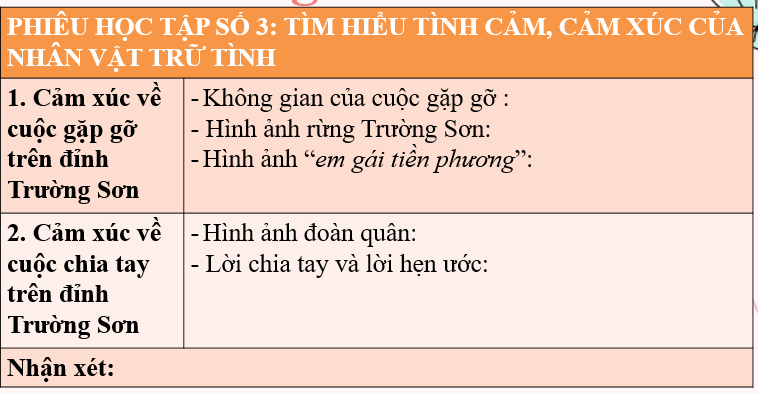 PHIẾU HỌC TẬP SỐ 3: TÌM HIỂU TÌNH CẢM, CẢM XÚC CỦA
NHÂN VẬT TRỮ TÌNH
1. Cảm xúc về
cuộc gặp gỡ
trên đỉnh
Trường Sơn
- Không gian của cuộc gặp gỡ :
- Hình ảnh rừng Trường Sơn:
- Hình ảnh “em gái tiền phương”:
2. Cảm xúc về
cuộc chia tay
trên đỉnh
Trường Sơn
- Hình ảnh đoàn quân:
- Lời chia tay và lời hẹn ước:
Nhận xét: